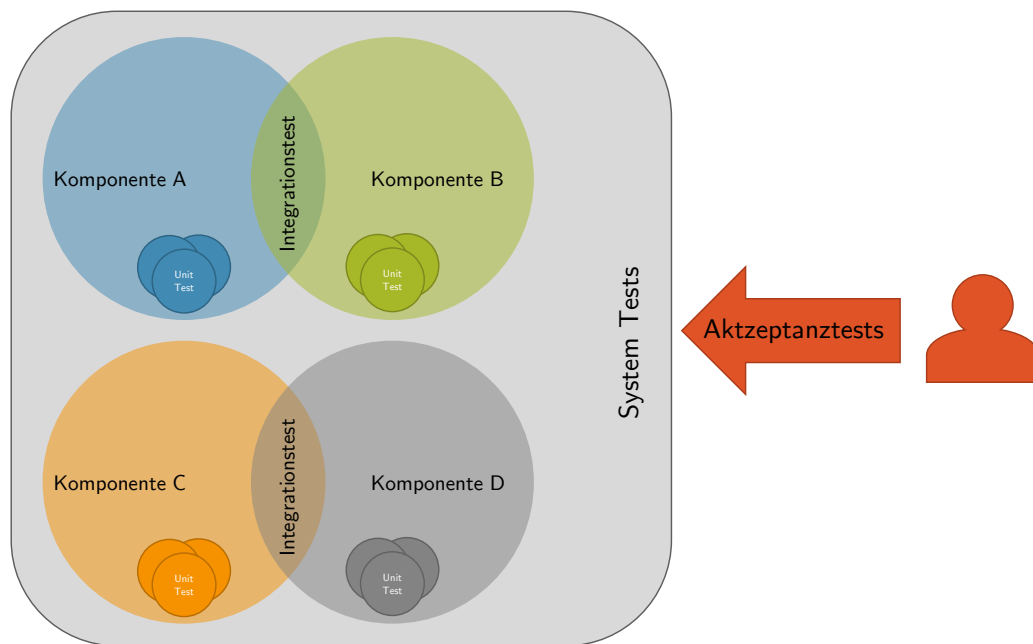 Komponente A
Integrationstest
Komponente B
Unit
Test
Unit
Test
System Tests
Aktzeptanztests
Komponente C
Integrationstest
Komponente D
Unit
Test
Unit
Test